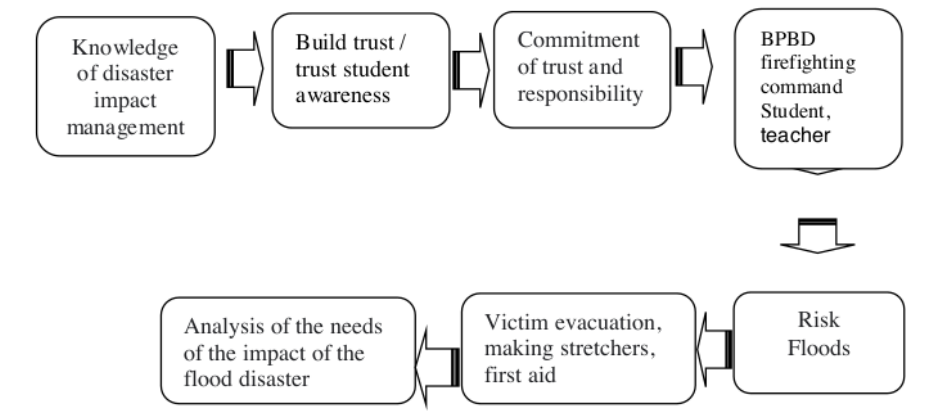 Knowledge
of disaster
impact
management
Build trust /
trust student
awareness
Commitment
of trust and
responsibility
BPBD
firefighting
command
Student,
teacher
Risk
Floods
Victim evacuation,
making stretchers,
first aid
Analysis of the needs
of the impact of the
flood disaster